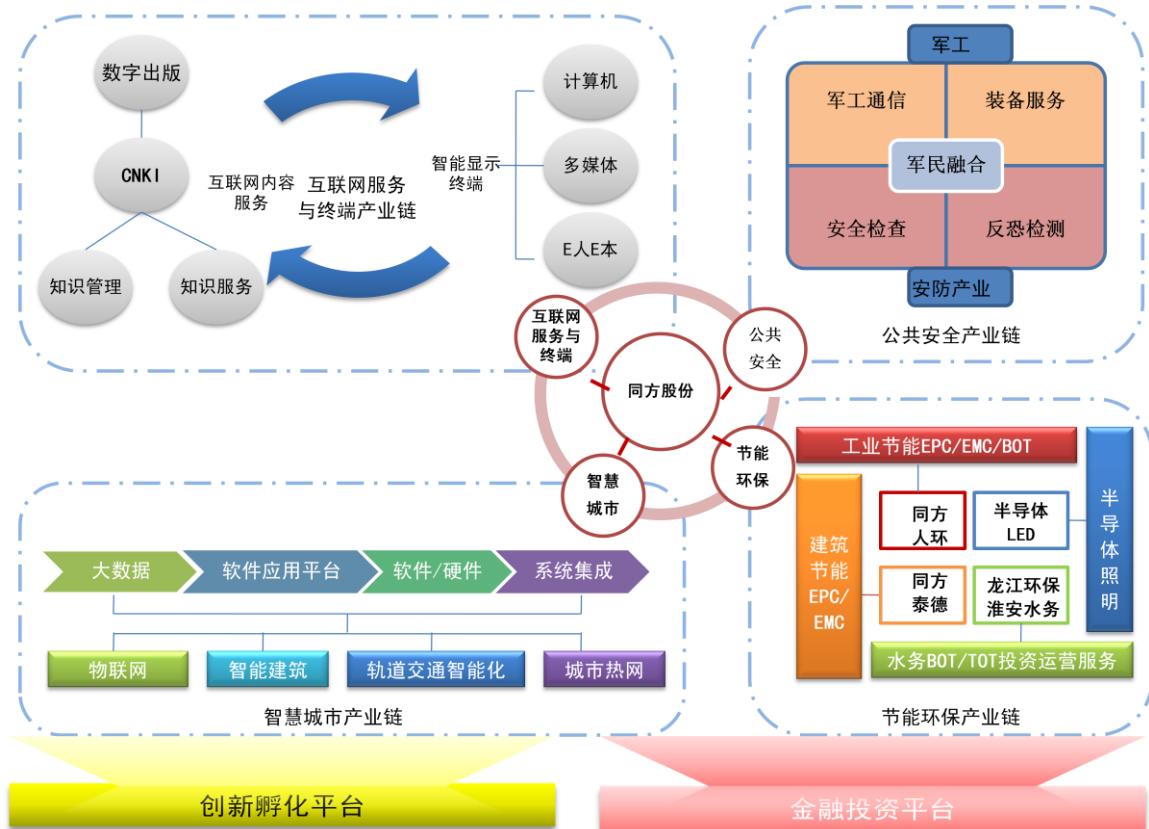 数字出版
CNKI
知识管理
知识服务
互联网内容
服务
互联网服务
与终端产业链
智能显示
终端
计算机
多媒体
E人E本
军工
军工通信
装备服务
军民融合
安全检查
反恐检测
安防产业
公共安全产业链
互联网
服务与
终端
公共
安全
同方股份
智慧
城市
节能
环保
大数据
软件应用平台
软件/硬件
系统集成
物联网
智能建筑
轨道交通智能化
城市热网
智慧城市产业链
工业节能EPC/EMC/BOT
建筑
节能
EPC/
EMC
同方
人环
半导体
LED
同方
泰德
龙江环保
淮安水务
半
导
体
照
明
水务BOT/TOT投资运营服务
节能环保产业链
创新孵化平台
金融投资平台